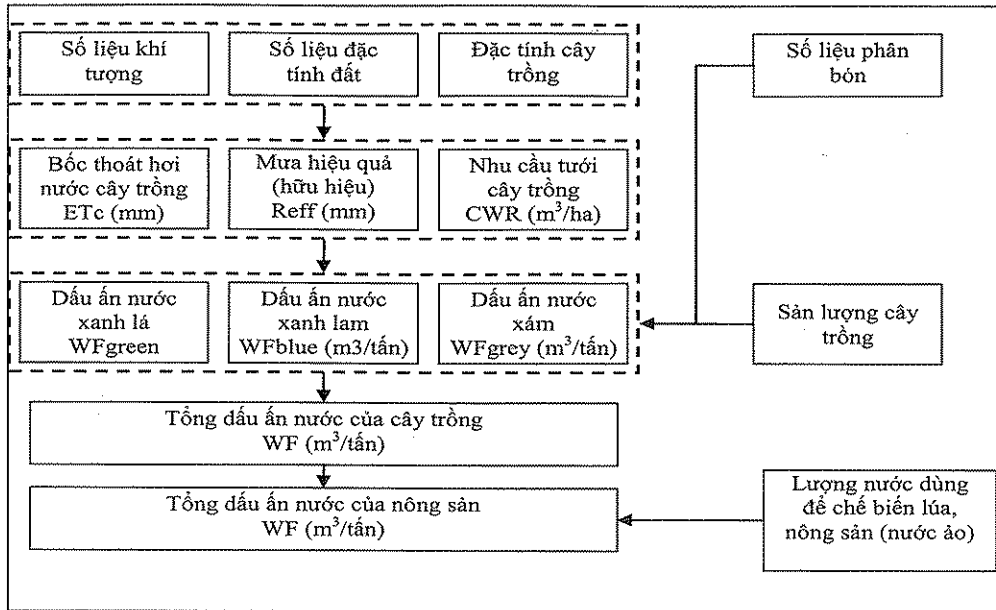 Số liệu khí
tượng
Số liệu đặc
tính đất
Đặc tính cây
trồng
Số liệu phân
bón
Bốc thoát hơi
nước cây trồng
ETc (mm)
Mưa hiệu quả
(hữu hiệu)
Reff (mm)
Nhu cầu tưới
cây trồng
CWR (m³/ha)
Dấu ấn nước
xanh lá
WFgreen
Dấu ấn nước
xanh lam
WFblue (m3/tấn)
Dấu ấn nước
xám
WFgrey (m³/tấn)
Sản lượng cây
trồng
Tổng dấu ấn nước của cây trồng
WF (m³/tấn)
Tổng dấu ấn nước của nông sản
WF (m³/tấn)
Lượng nước dùng
để chế biến lúa,
nông sản (nước ảo)